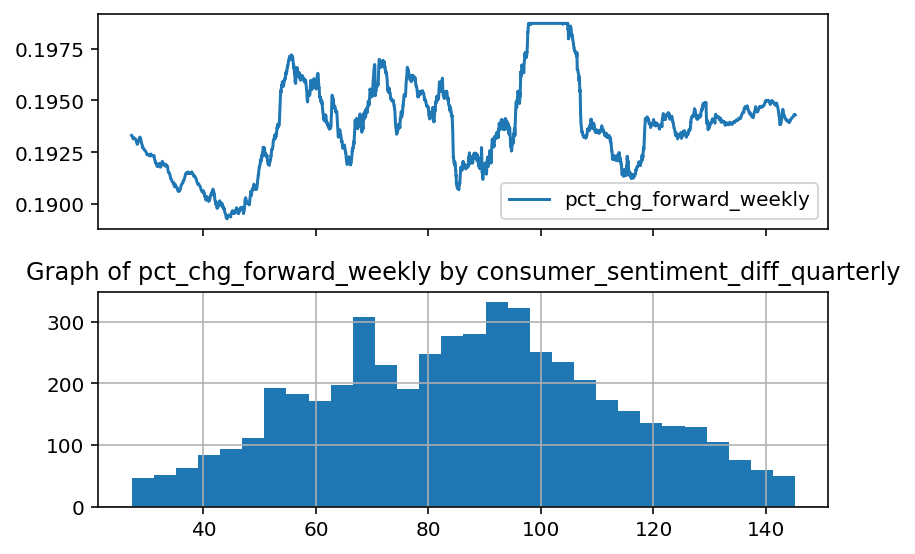 0.1975
0.1950
0.1925
0.1900
pct_chg_forward_weekly
Graph of pct_chg_forward_weekly by consumer_sentiment_diff_quarterly
300
200
100
0
40 60 80 100 120 140